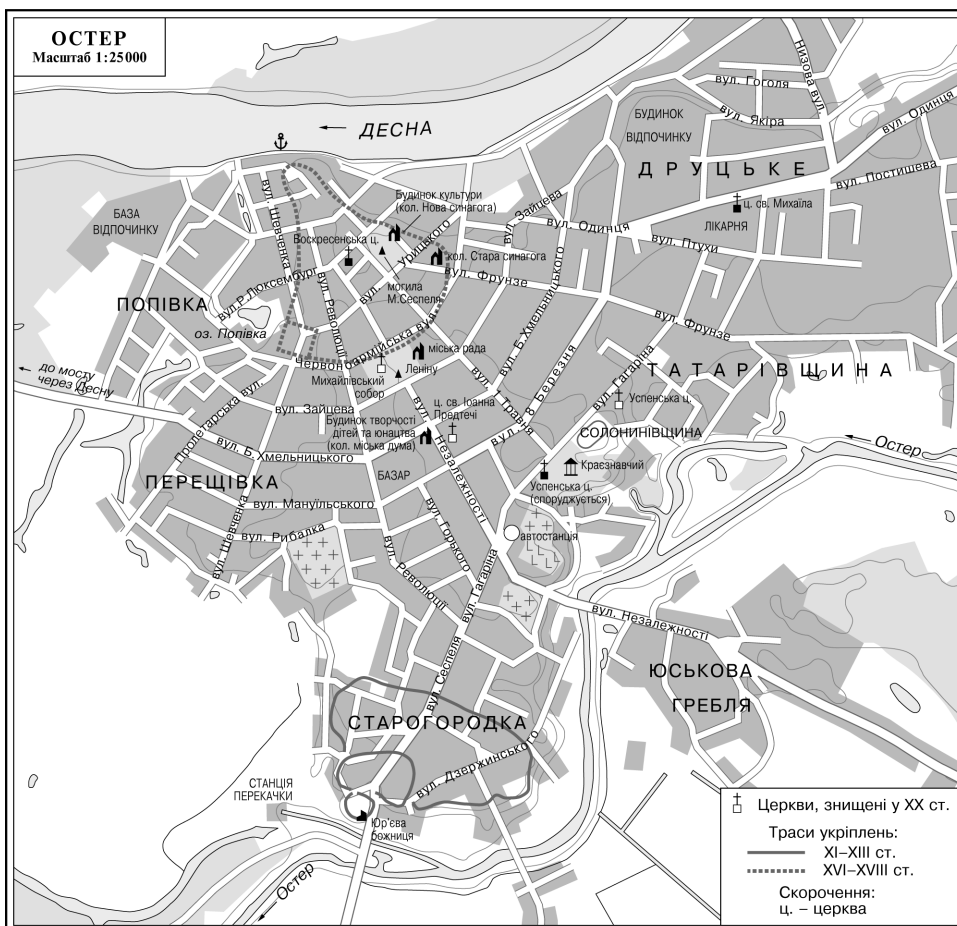 ОСТЕР
Масштаб 1:25000
ДЕСНА
Низова вул.
вул. Гоголя
вул. Якіра
вул. Одинця
БУДИНОК
ВІДПОЧИНКУ
ДРУЦЬКЕ
вул. Постишева
ц. св. Михаїла
ЛІКАРНЯ
БАЗА
ВІДПОЧИНКУ
вул. Шевченка
Будинок культури
(кол. Нова синагога)
вул. Зайцева
вул. Одинця
вул. Птухи
Воскресенська ц.
вул. Урицького
кол. Стара синагога
вул. Фрунзе
могила
М.Сеспеля
вул. Р.Люксембург
вул. Революції
вул. Б.Хмельницького
ПОПІВКА
оз. Попівка
вул. Фрунзе
Червоноармійська вул.
міська рада
Леніну
Михайлівський
собор
вул. 8 Березня
вул. Гагаріна
ТАТАРІВЩИНА
до мосту
через Десну
Пролетарська вул.
вул. Зайцева
ц. св. Іоанна
Предтечі
вул. 1 Травня
Успенська ц.
СОЛОНИНІВЩИНА
Будинок творчості
дітей та юнацтва
(кол. міська дума)
вул. Незалежності
Остер
вул. Б. Хмельницького
БАЗАР
Краєзнавчий
ПЕРЕЩІВКА
Успенська ц.
(споруджується)
вул. Мануїльського
вул. Шевченка
вул. Рибалка
вул. Горького
автостанція
вул. Революції
вул. Гагаріна
вул. Незалежності
вул. Сеспеля
ЮСЬКОВА
ГРЕБЛЯ
СТАРОГОРОДКА
вул. Дзержинського
СТАНЦІЯ
ПЕРЕКАЧКИ
Юр'єва
божниця
Остер
Церкви, знищені у XX ст.
Траси укріплень:
XI–XIII ст.
XVI–XVIII ст.
Скорочення:
ц. – церква